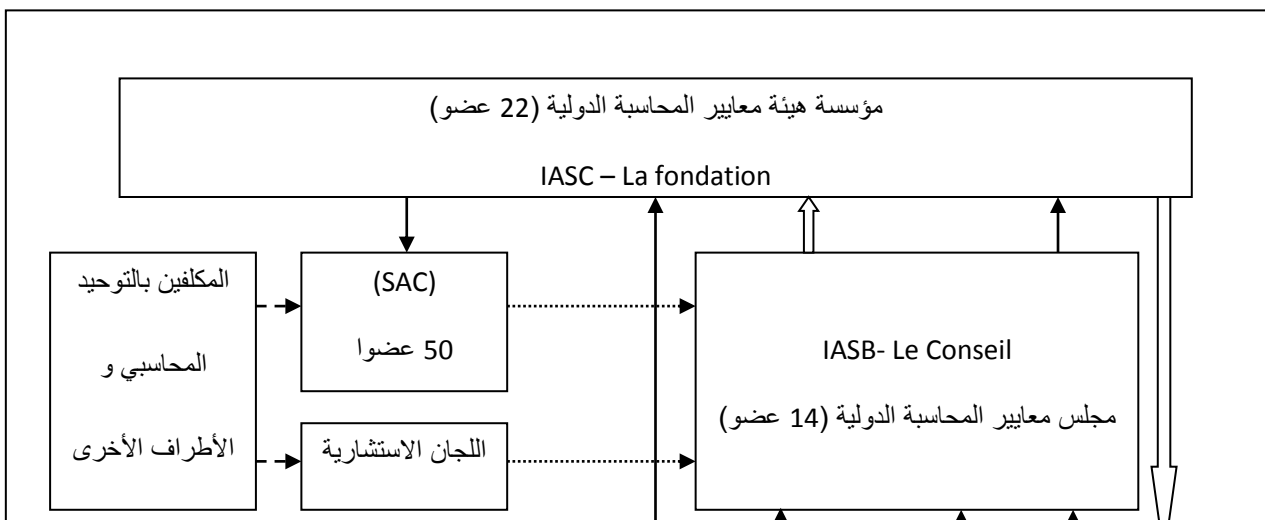 مؤسسة هيئة معايير المحاسبة الدولية (22 عضو)
IASC – La fondation
المكلفين بالتوحيد
المحاسبي و
الأطراف الأخرى
(SAC)
50 عضوا
اللجان الاستشارية
IASB- Le Conseil
مجلس معايير المحاسبة الدولية (14 عضو)